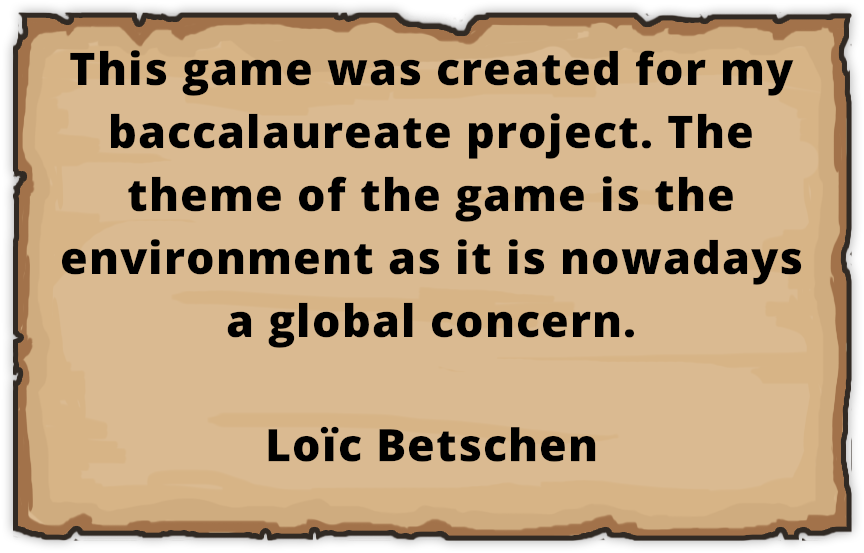 This game was created for my
baccalaureate project. The
theme of the game is the
environment as it is nowadays
a global concern.
Loïc Betschen